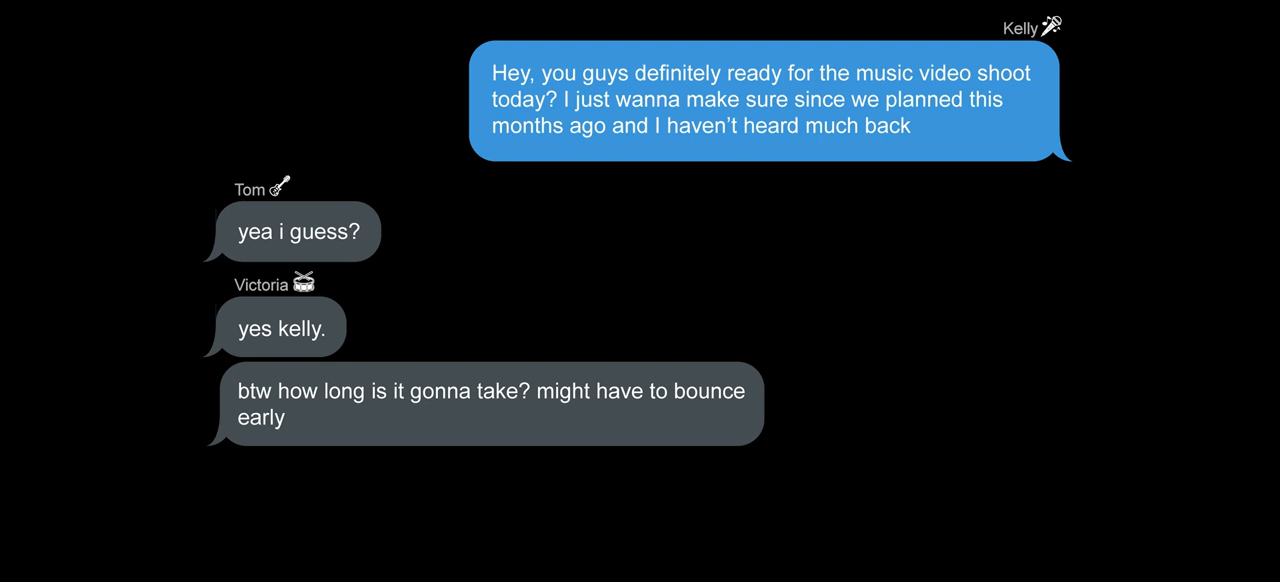 Kelly
Hey, you guys definitely ready for the music video shoot
today? I just wanna make sure since we planned this
months ago and I haven’t heard much back
Tom
yea i guess?
Victoria
yes kelly.
btw how long is it gonna take? might have to bounce
early